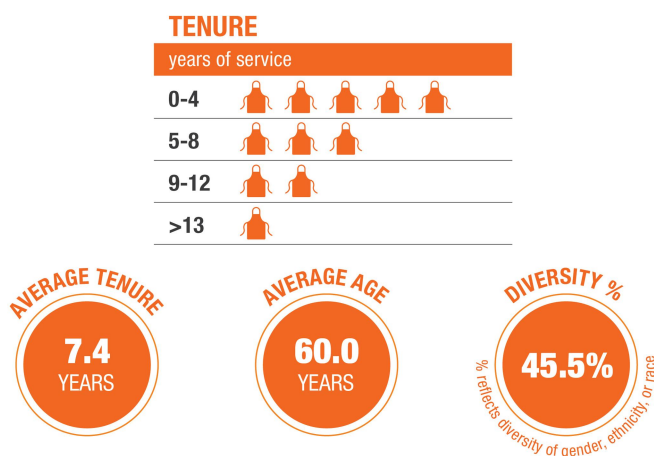 TENURE
years of service
0-4
5-8
9-12
>13
AVERAGE TENURE
7.4
YEARS
AVERAGE AGE
60.0
YEARS
DIVERSITY %
45.5%
% reflects diversity of gender, ethnicity, or race